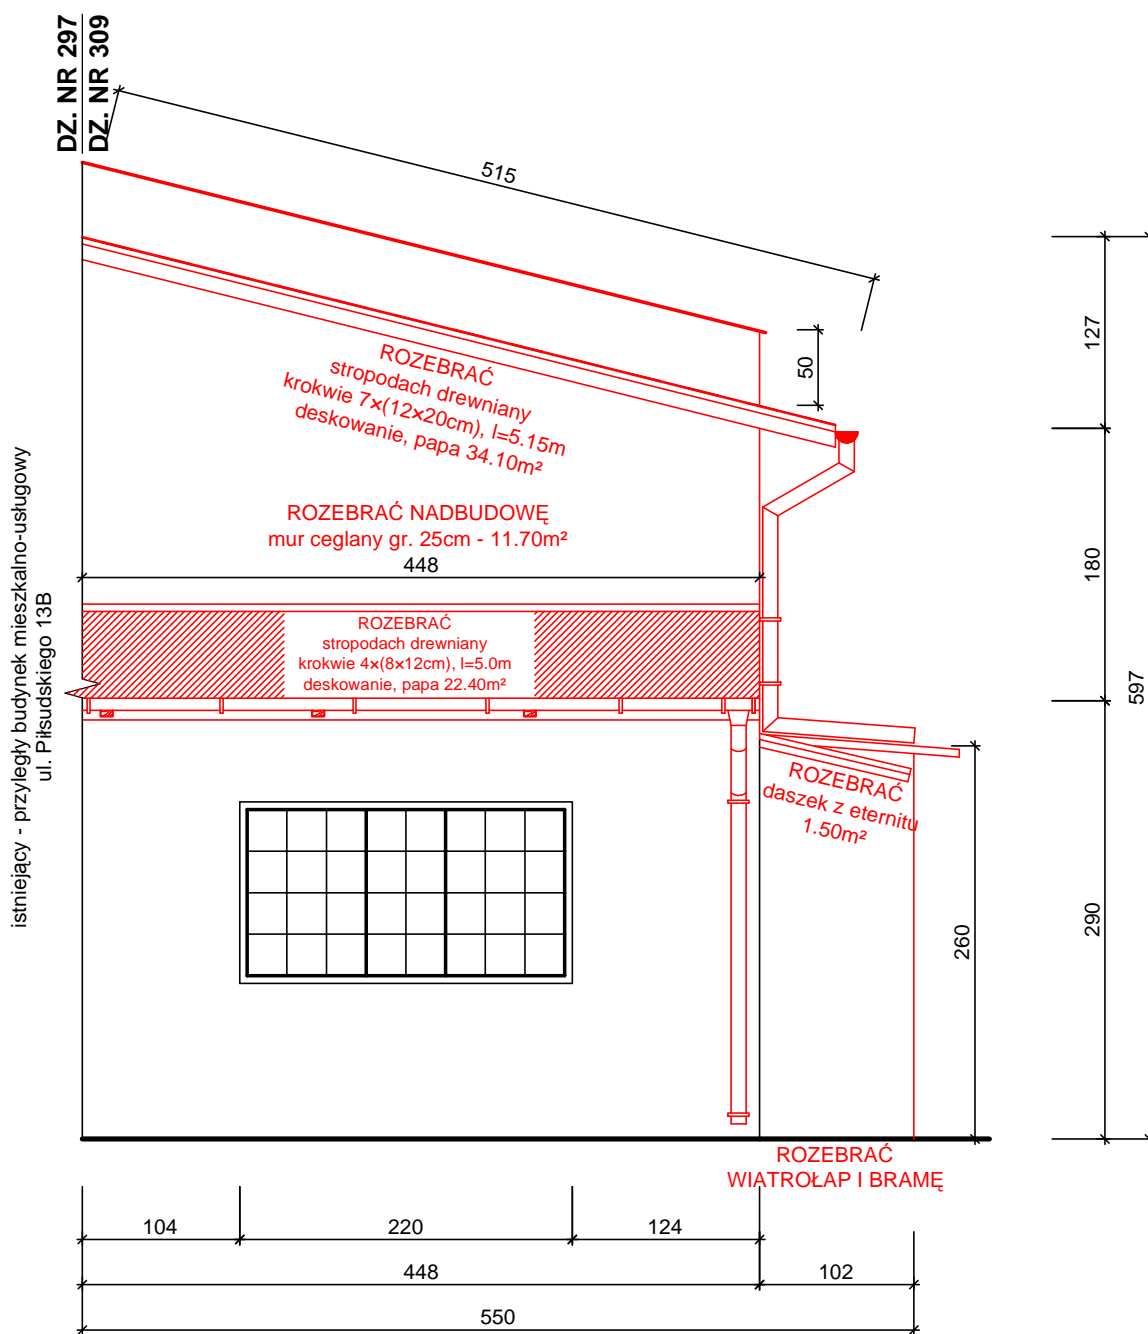 DZ. NR 297
DZ. NR 309
515
50
127
180
597
290
260
ROZEBRAĆ
stropodach drewniany
krokwie 7×(12×20cm), l=5.15m
deskowanie, papa 34.10m²
ROZEBRAĆ NADBUDOWĘ
mur ceglany gr. 25cm - 11.70m²
448
ROZEBRAĆ
stropodach drewniany
krokwie 4×(8×12cm), l=5.0m
deskowanie, papa 22.40m²
istniejący - przyległy budynek mieszkalno-usługowy
ul. Piłsudskiego 13B
ROZEBRAĆ
daszek z eternitu
1.50m²
ROZEBRAĆ
WIATROŁAP I BRAMĘ
104
220
124
448
102
550